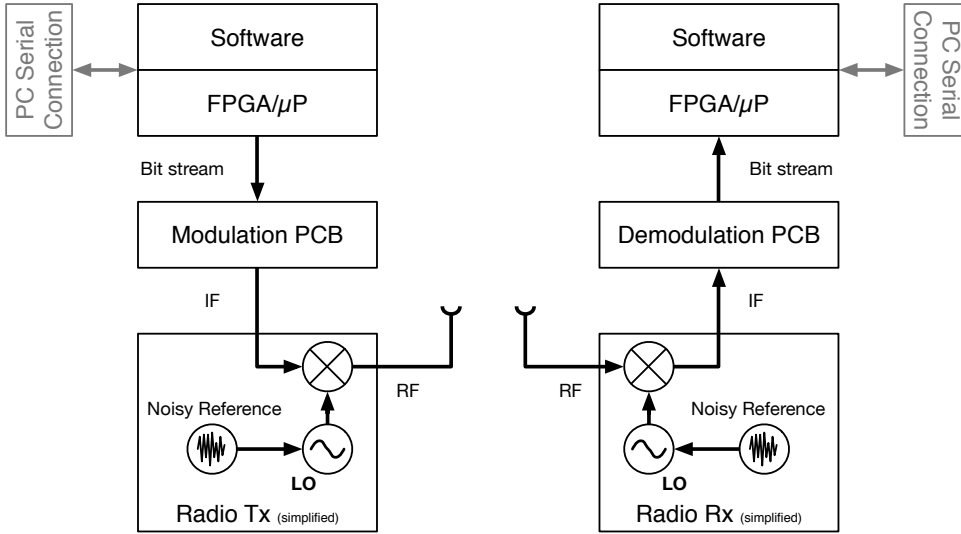 PC Serial
Connection
Software
FPGA/µP
Bit stream
Modulation PCB
IF
RF
Noisy Reference
LO
Radio Tx (simplified)
Software
FPGA/µP
PC Serial
Connection
Bit stream
Demodulation PCB
IF
RF
Noisy Reference
LO
Radio Rx (simplified)